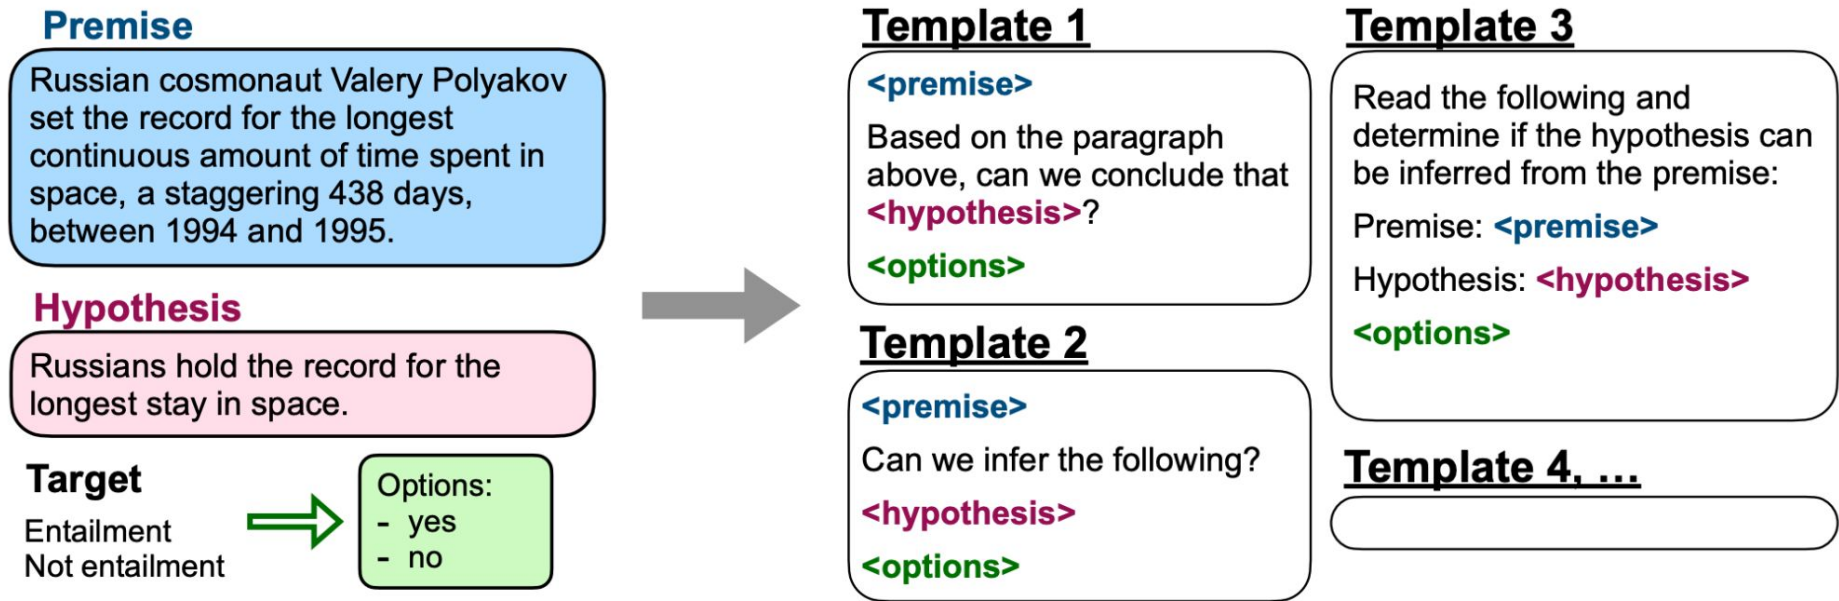 Premise
Russian cosmonaut Valery Polyakov
set the record for the longest
continuous amount of time spent in
space, a staggering 438 days,
between 1994 and 1995.
Hypothesis
Russians hold the record for the
longest stay in space.
Target
Entailment
Not entailment
Options:
- yes
- no
Template 1
<premise>
Based on the paragraph
above, can we conclude that
<hypothesis>?
<options>
Template 2
<premise>
Can we infer the following?
<hypothesis>
<options>
Template 3
Read the following and
determine if the hypothesis can
be inferred from the premise:
Premise: <premise>
Hypothesis: <hypothesis>
<options>
Template 4, ...